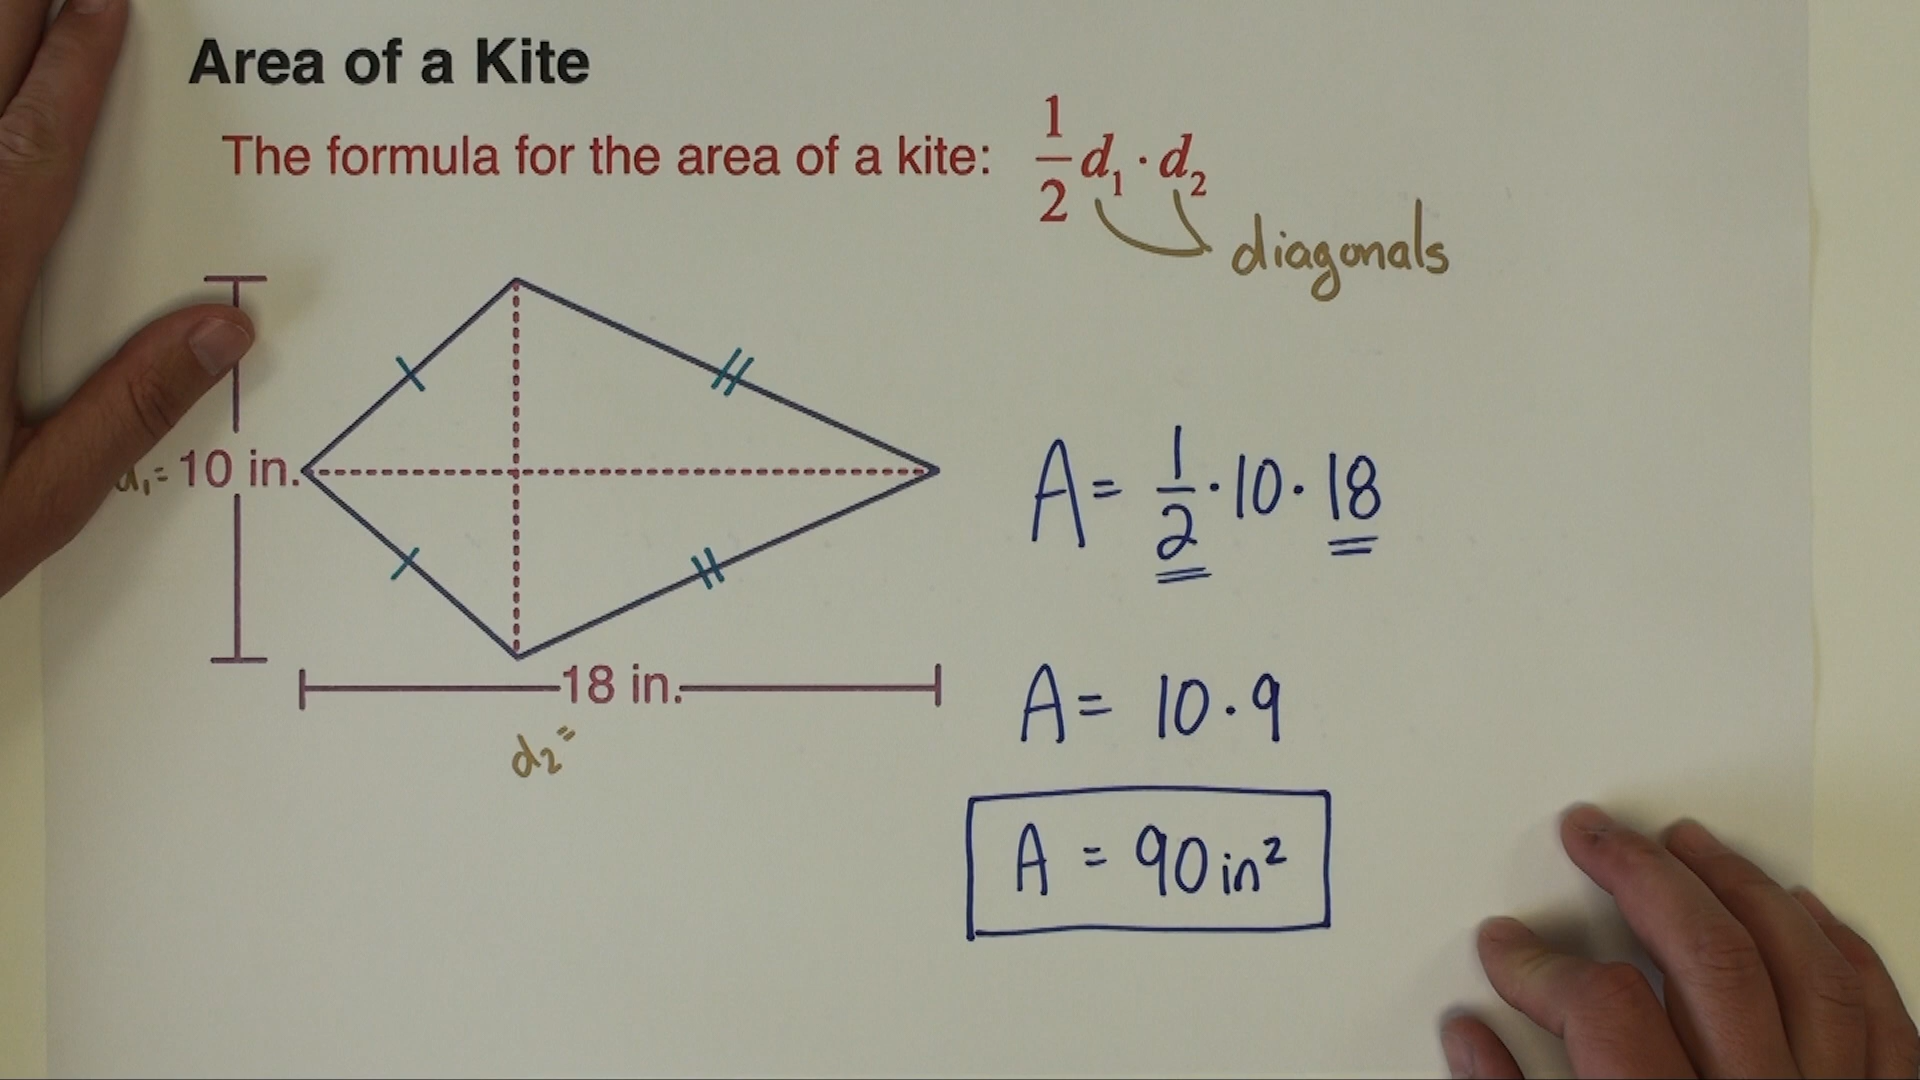 Area of a Kite
The formula for the area of a kite: 1/2 d₁ · d₂
diagonals
d₁= 10 in.
A = 1/2 · 10 · 18
18 in.
d₂=
A = 10 · 9
A = 90 in²